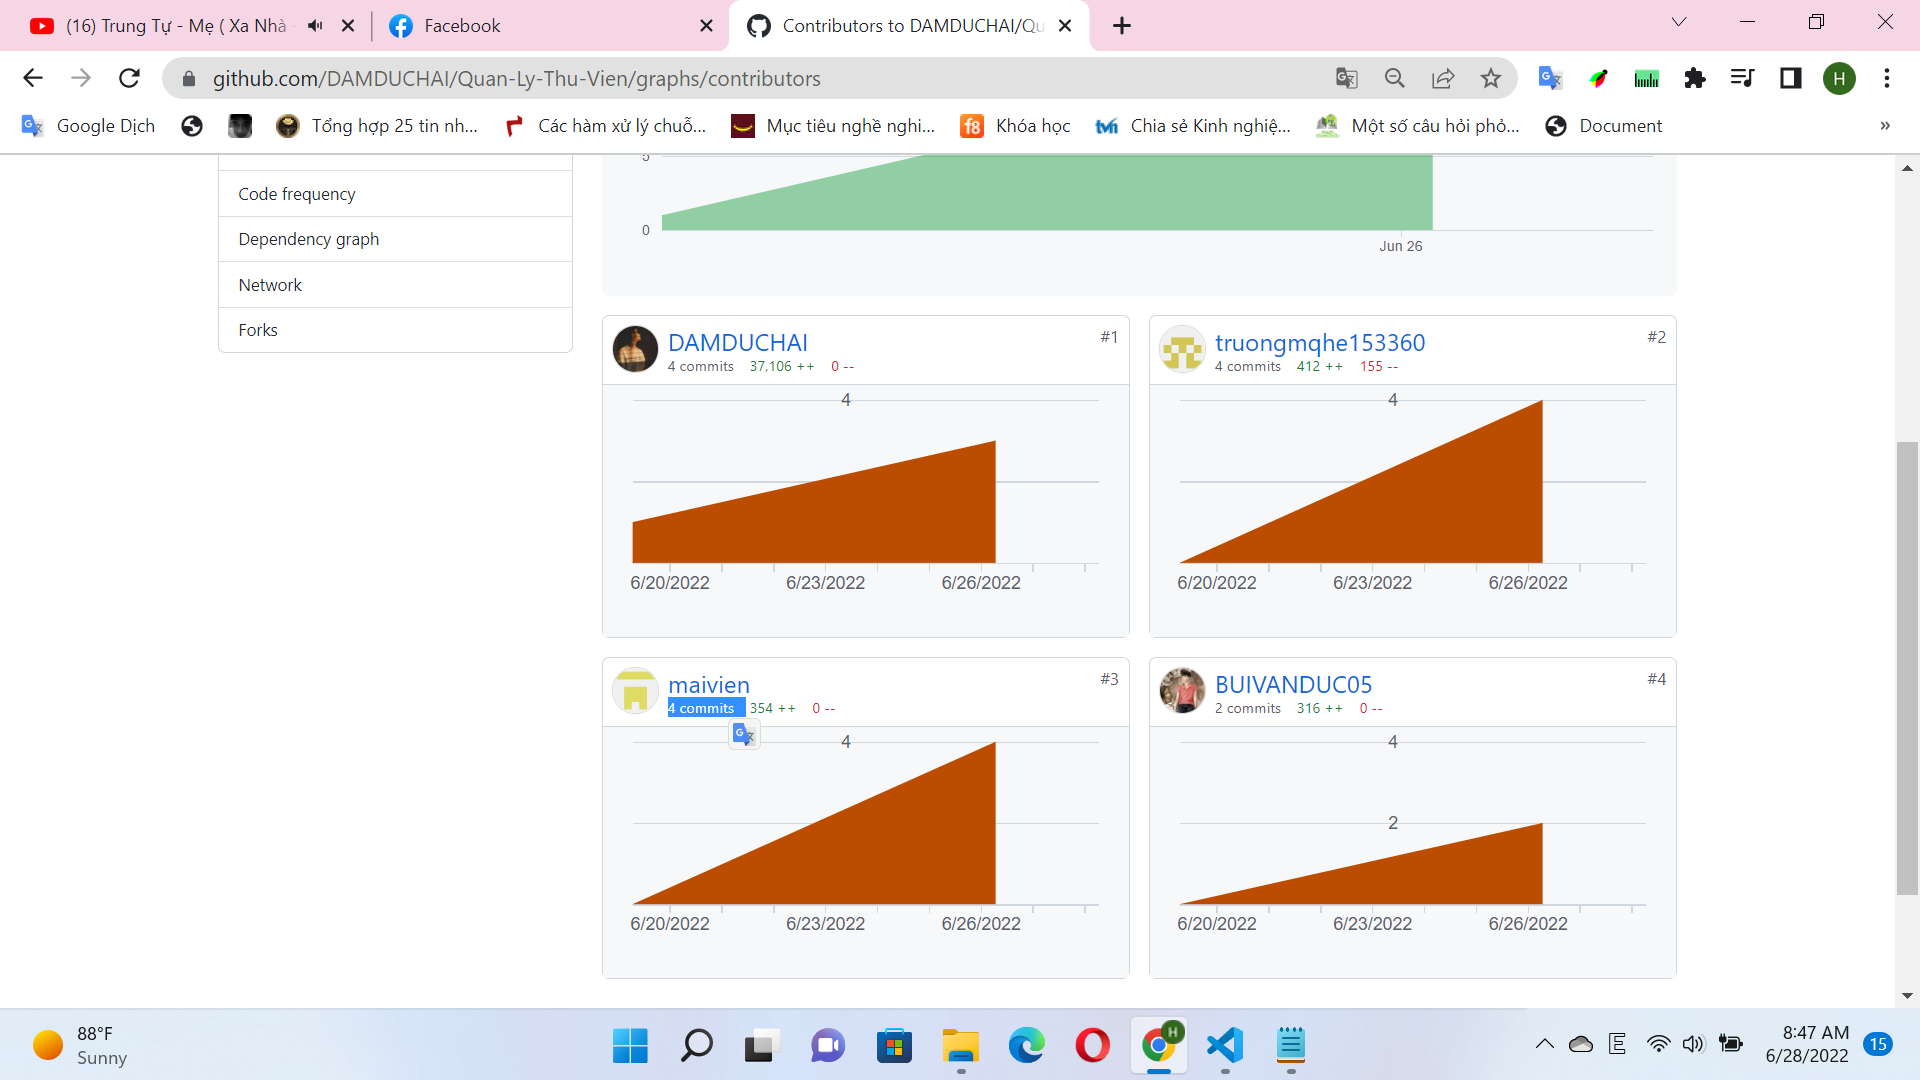 (16) Trung Tự - Mẹ ( Xa Nhà
Facebook
Contributors to DAMDUCHAI/Qu
github.com/DAMDUCHAI/Quan-Ly-Thu-Vien/graphs/contributors
H
Google Dịch
Tổng hợp 25 tin nh...
Các hàm xử lý chuỗ...
Mục tiêu nghề nghi...
Khóa học
Chia sẻ Kinh nghiệ...
Một số câu hỏi phỏ...
Document
»
5
0
Jun 26
Code frequency
Dependency graph
Network
Forks
DAMDUCHAI
#1
4 commits 37,106 ++ 0 --
4
6/20/2022 6/23/2022 6/26/2022
truongmqhe153360
#2
4 commits 412 ++ 155 --
4
6/20/2022 6/23/2022 6/26/2022
maivien
#3
4 commits 354 ++ 0 --
4
6/20/2022 6/23/2022 6/26/2022
BUIVANDUC05
#4
2 commits 316 ++ 0 --
4
2
6/20/2022 6/23/2022 6/26/2022
88°F
Sunny
H
E
8:47 AM
6/28/2022
15